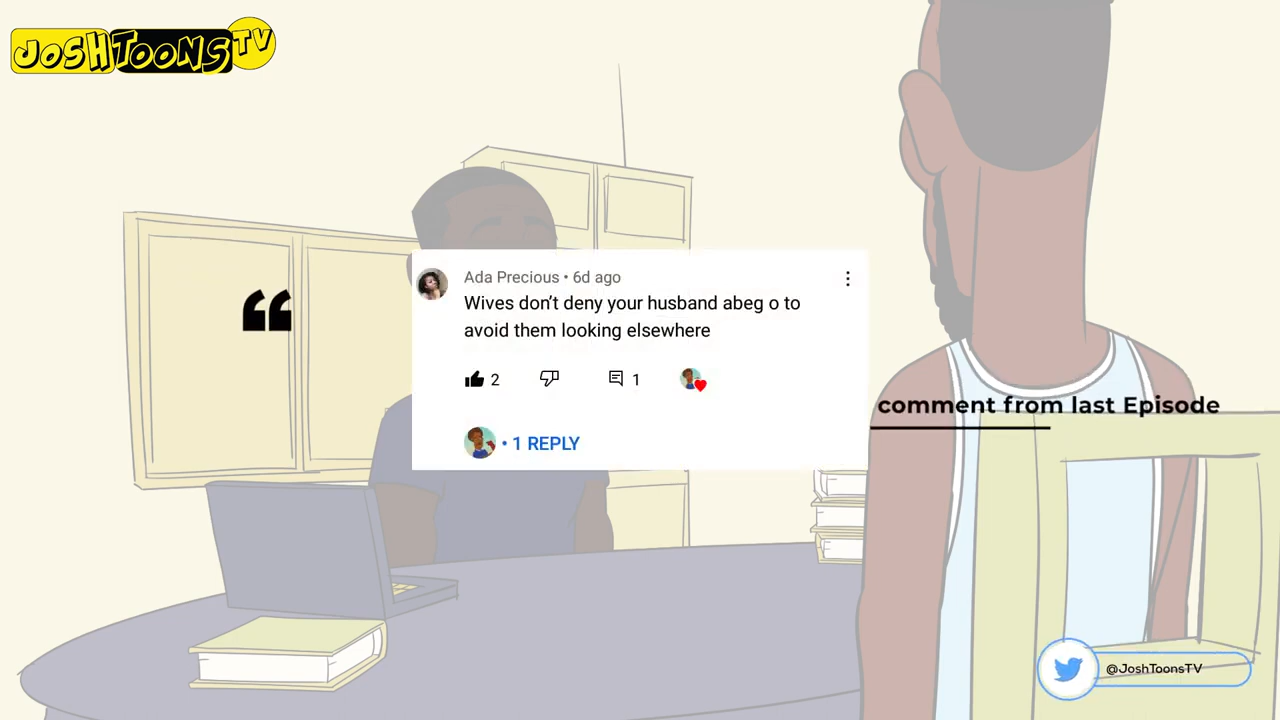 JOSHTOONSTV
“
Ada Precious • 6d ago
Wives don’t deny your husband abeg o to
avoid them looking elsewhere
2
1
• 1 REPLY
comment from last Episode
@JoshToonsTV